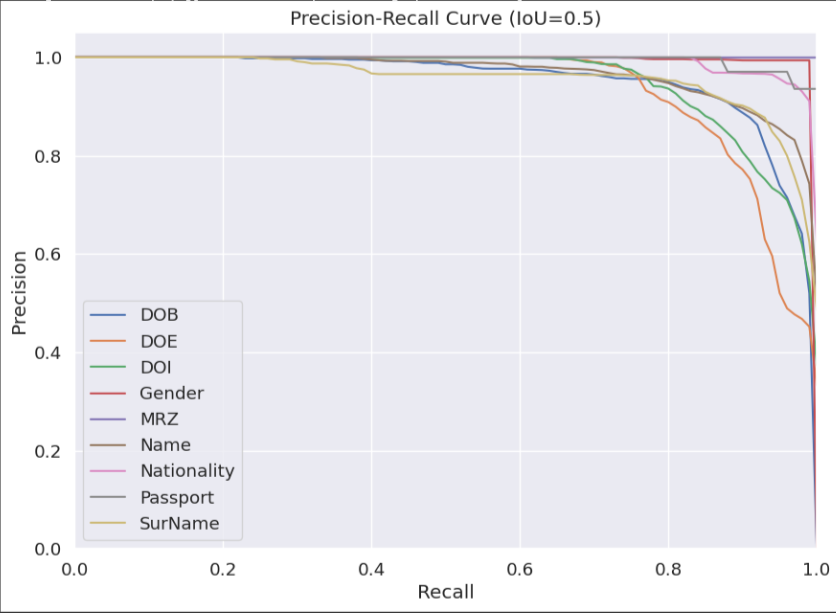 Precision-Recall Curve (IoU=0.5)
1.0
0.8
0.6
0.4
0.2
0.0
Precision
DOB
DOE
DOI
Gender
MRZ
Name
Nationality
Passport
SurName
0.0 0.2 0.4 0.6 0.8 1.0
Recall